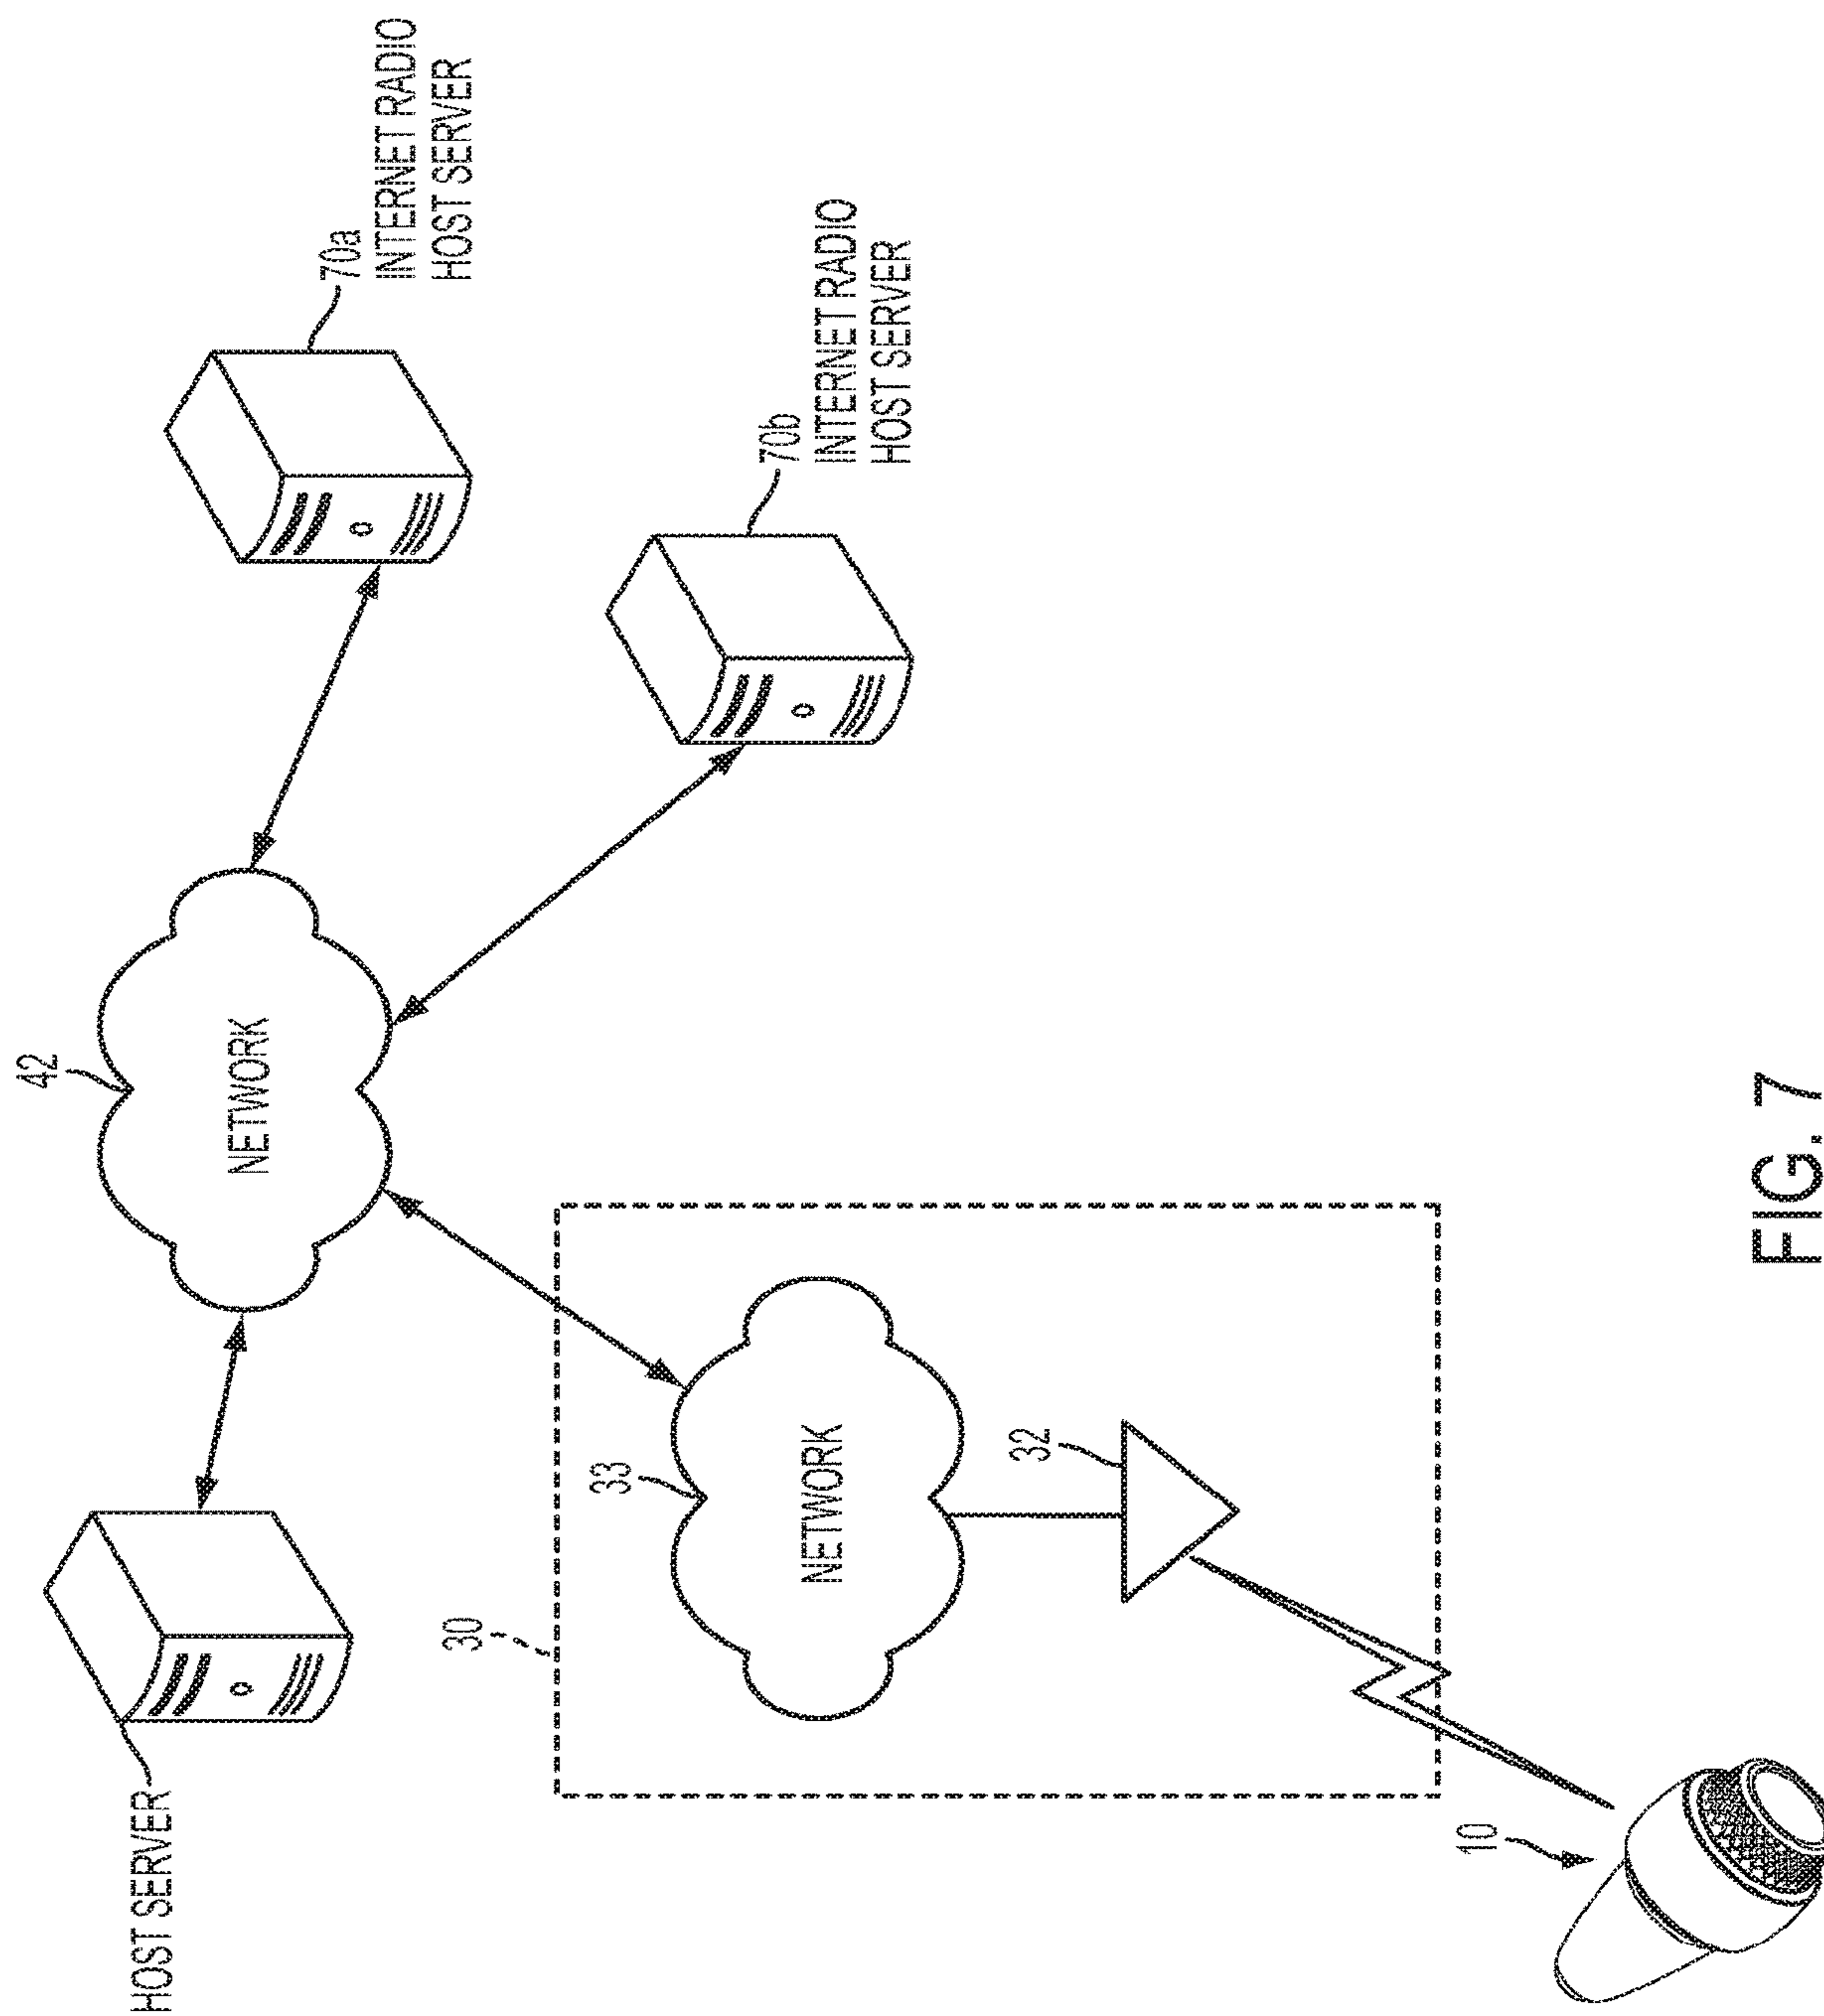 HOST SERVER
42
NETWORK
70a
INTERNET RADIO
HOST SERVER
70b
INTERNET RADIO
HOST SERVER
30
33
NETWORK
32
10
FIG. 7